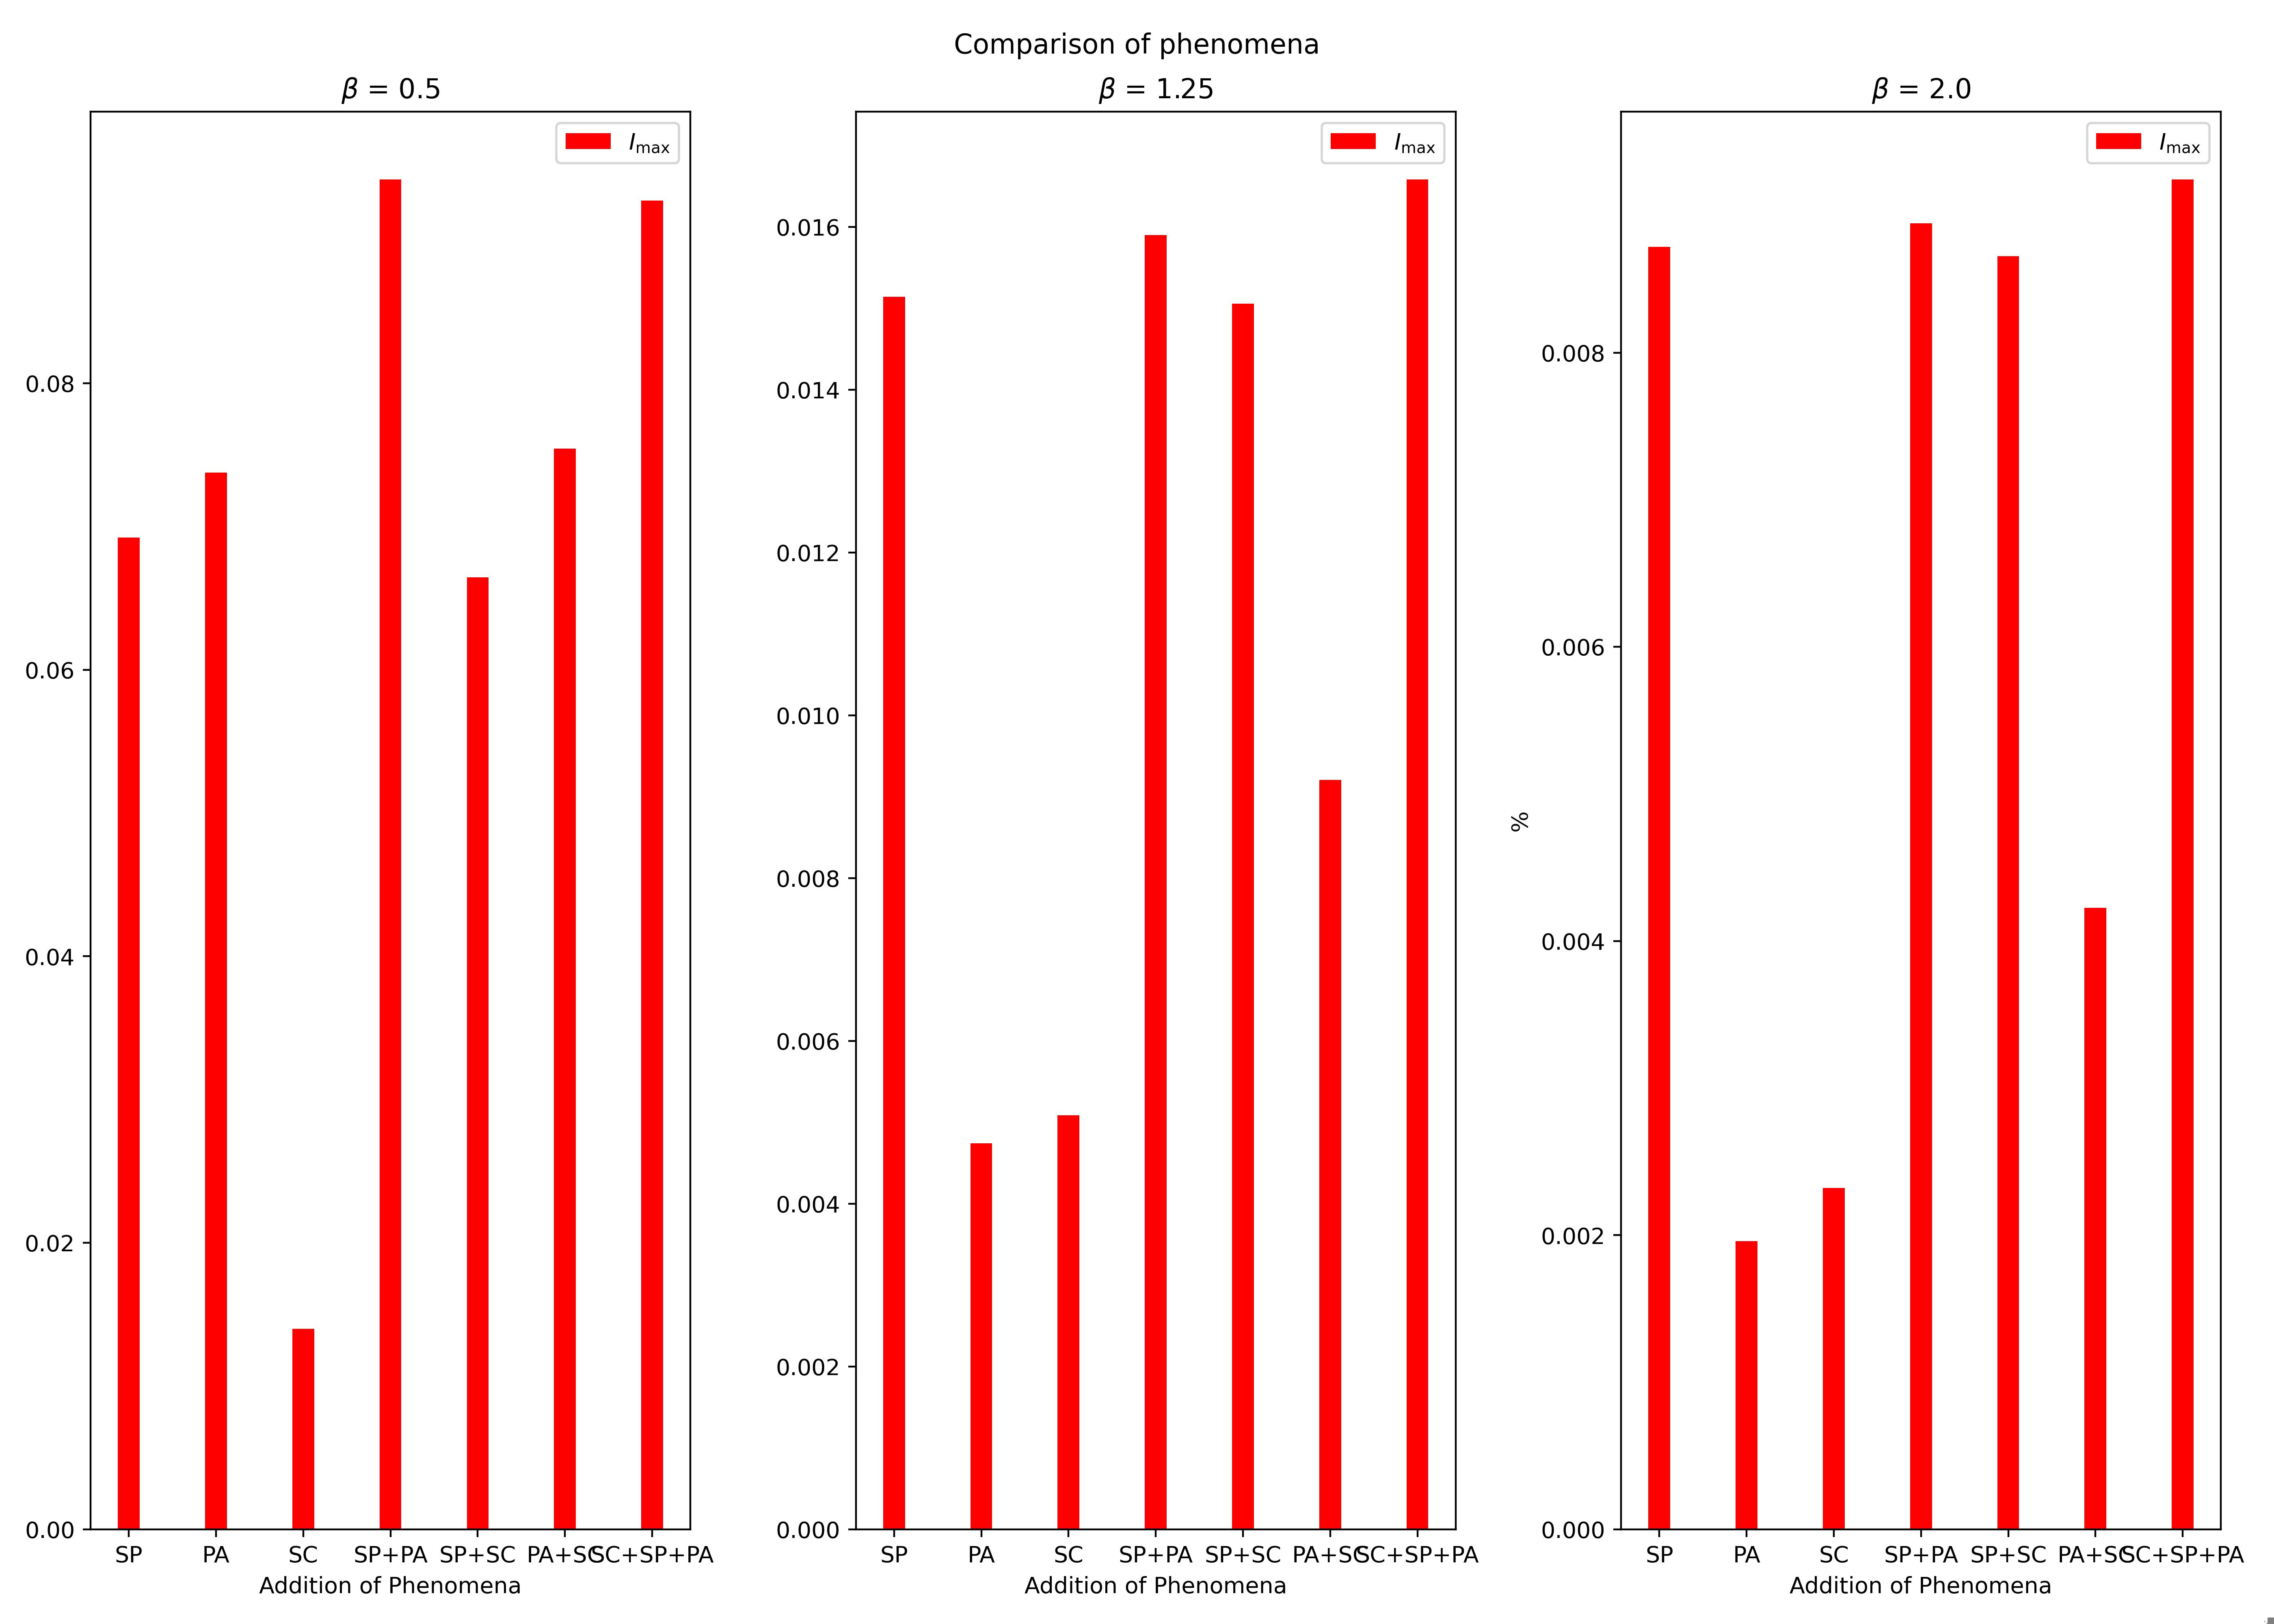 Comparison of phenomena
β = 0.5
I_max
0.08
0.06
0.04
0.02
0.00
SP PA SC SP+PA SP+SC PA+SC SC+SP+PA
Addition of Phenomena
β = 1.25
I_max
0.016
0.014
0.012
0.010
0.008
0.006
0.004
0.002
0.000
SP PA SC SP+PA SP+SC PA+SC SC+SP+PA
Addition of Phenomena
β = 2.0
I_max
%
0.008
0.006
0.004
0.002
0.000
SP PA SC SP+PA SP+SC PA+SC SC+SP+PA
Addition of Phenomena